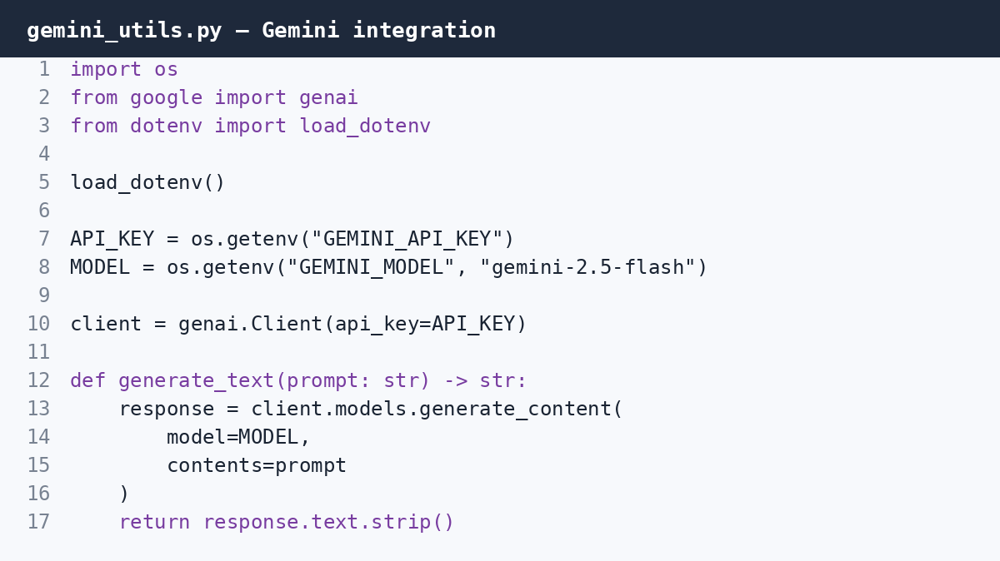 gemini_utils.py — Gemini integration
1 import os
2 from google import genai
3 from dotenv import load_dotenv
4
5 load_dotenv()
6
7 API_KEY = os.getenv("GEMINI_API_KEY")
8 MODEL = os.getenv("GEMINI_MODEL", "gemini-2.5-flash")
9
10 client = genai.Client(api_key=API_KEY)
11
12 def generate_text(prompt: str) -> str:
13     response = client.models.generate_content(
14         model=MODEL,
15         contents=prompt
16     )
17     return response.text.strip()